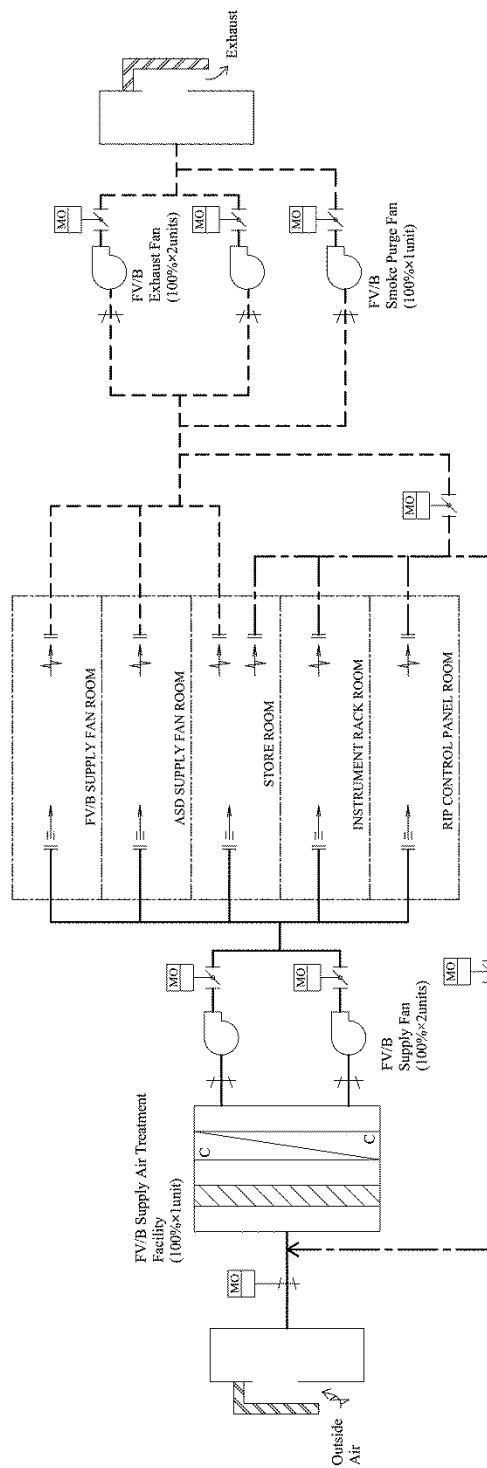 Outside
Air
MO
FV/B Supply Air Treatment
Facility
(100%×1unit)
C
C
MO
MO
FV/B
Supply Fan
(100%×2units)
MO
FV/B SUPPLY FAN ROOM
ASD SUPPLY FAN ROOM
STORE ROOM
INSTRUMENT RACK ROOM
RIP CONTROL PANEL ROOM
MO
MO
FV/B
Exhaust Fan
(100%×2units)
MO
MO
FV/B
Smoke Purge Fan
(100%×1unit)
Exhaust